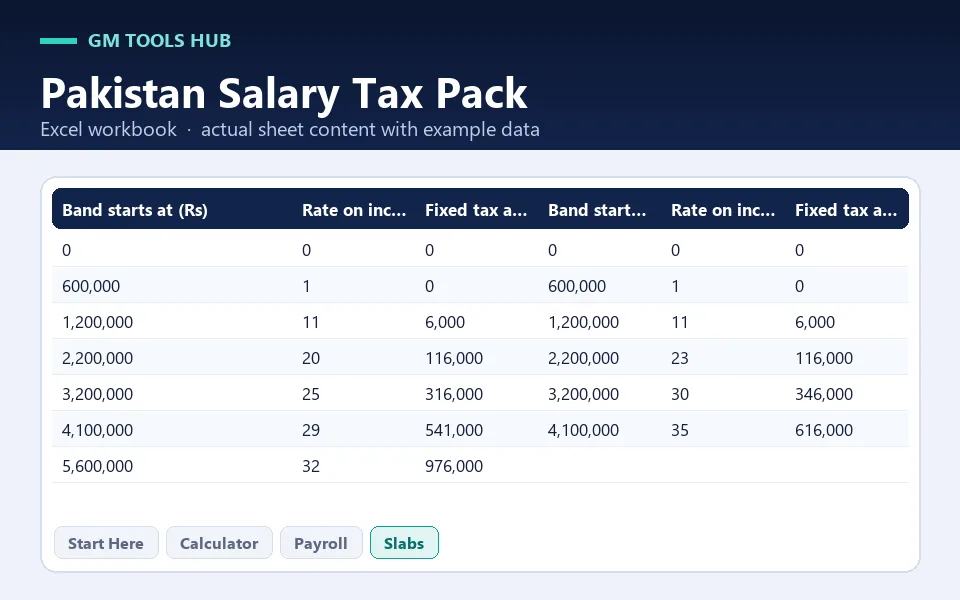 GM TOOLS HUB
Pakistan Salary Tax Pack
Excel workbook · actual sheet content with example data
Band starts at (Rs) Rate on inc... Fixed tax a... Band start... Rate on inc... Fixed tax a...
0 0 0 0 0 0
600,000 1 0 600,000 1 0
1,200,000 11 6,000 1,200,000 11 6,000
2,200,000 20 116,000 2,200,000 23 116,000
3,200,000 25 316,000 3,200,000 30 346,000
4,100,000 29 541,000 4,100,000 35 616,000
5,600,000 32 976,000
Start Here Calculator Payroll Slabs